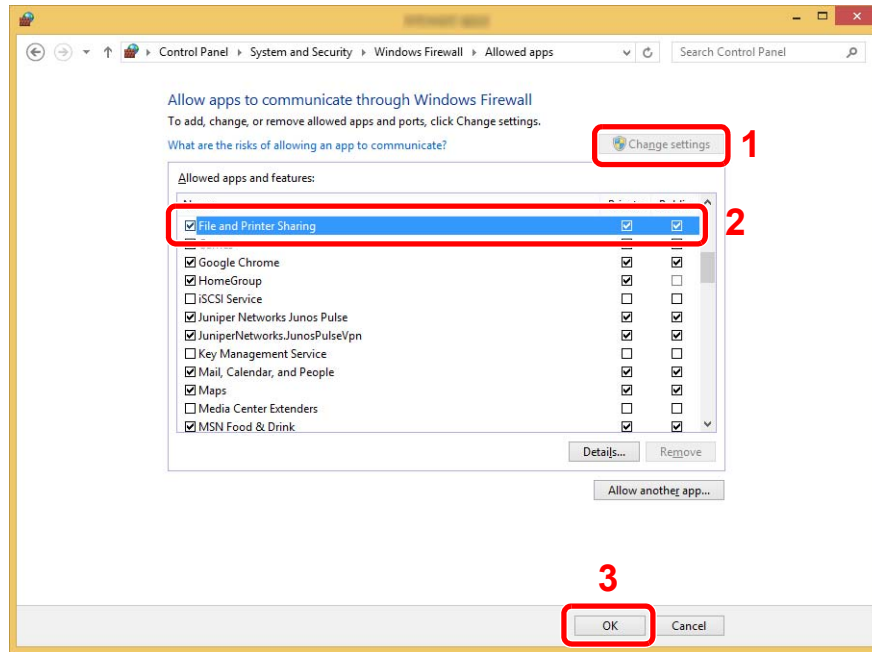 Control Panel System and Security Windows Firewall Allowed apps Search Control Panel
Allow apps to communicate through Windows Firewall
To add, change, or remove allowed apps and ports, click Change settings.
What are the risks of allowing an app to communicate? Change settings 1
Allowed apps and features:
File and Printer Sharing 2
Google Chrome
HomeGroup
iSCSI Service
Juniper Networks Junos Pulse
JuniperNetworks.JunosPulseVpn
Key Management Service
Mail, Calendar, and People
Maps
Media Center Extenders
MSN Food & Drink
Details... Remove
Allow another app...
3
OK Cancel